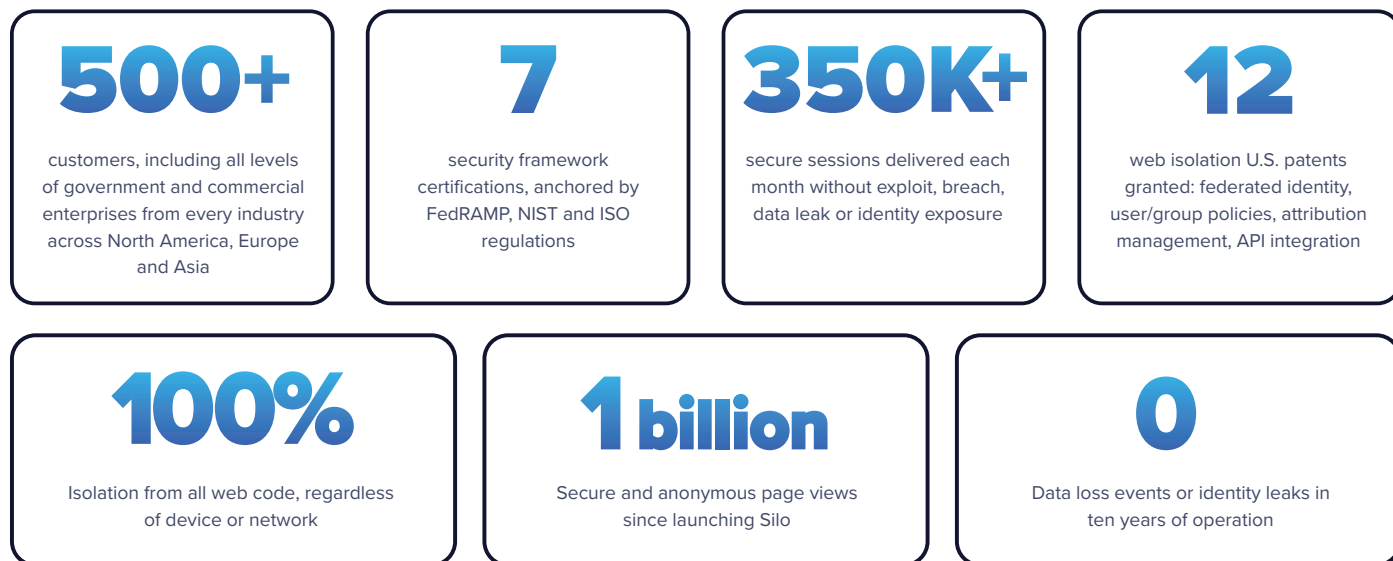 500+
customers, including all levels
of government and commercial
enterprises from every industry
across North America, Europe
and Asia
7
security framework
certifications, anchored by
FedRAMP, NIST and ISO
regulations
350K+
secure sessions delivered each
month without exploit, breach,
data leak or identity exposure
12
web isolation U.S. patents
granted: federated identity,
user/group policies, attribution
management, API integration
100%
Isolation from all web code, regardless
of device or network
1 billion
Secure and anonymous page views
since launching Silo
0
Data loss events or identity leaks in
ten years of operation